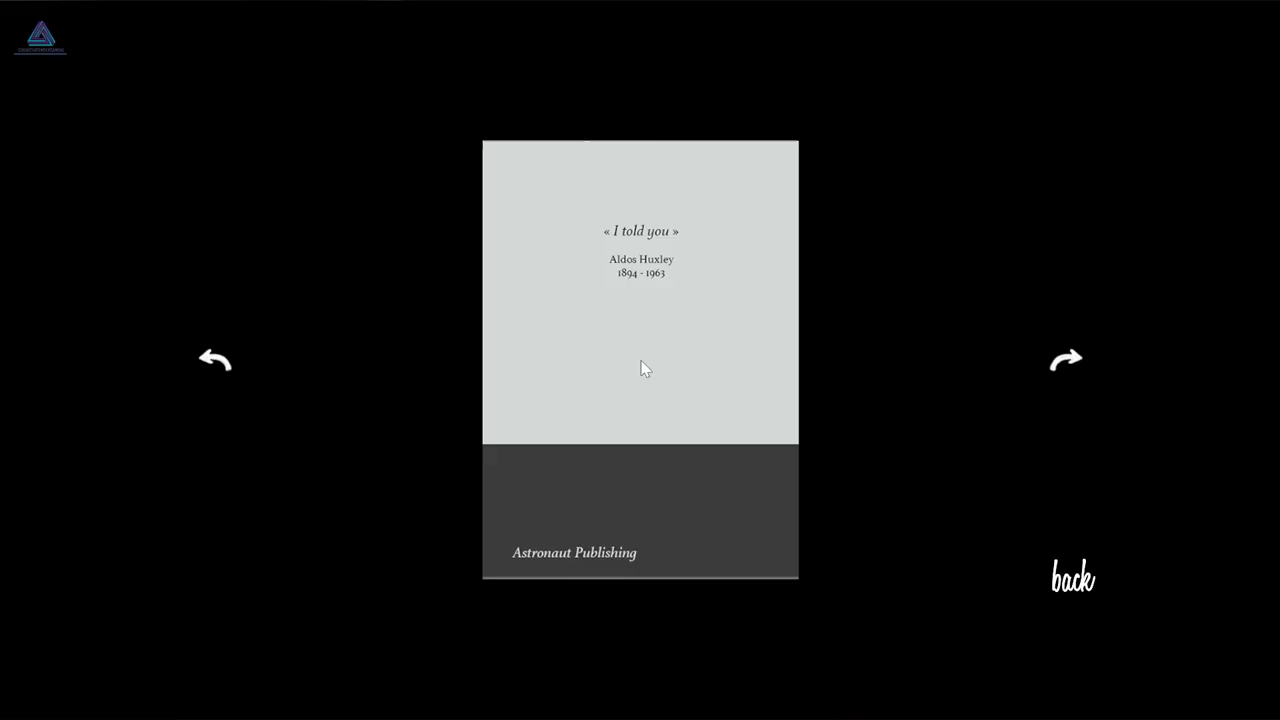 « I told you »
Aldos Huxley
1894 - 1963
Astronaut Publishing
back